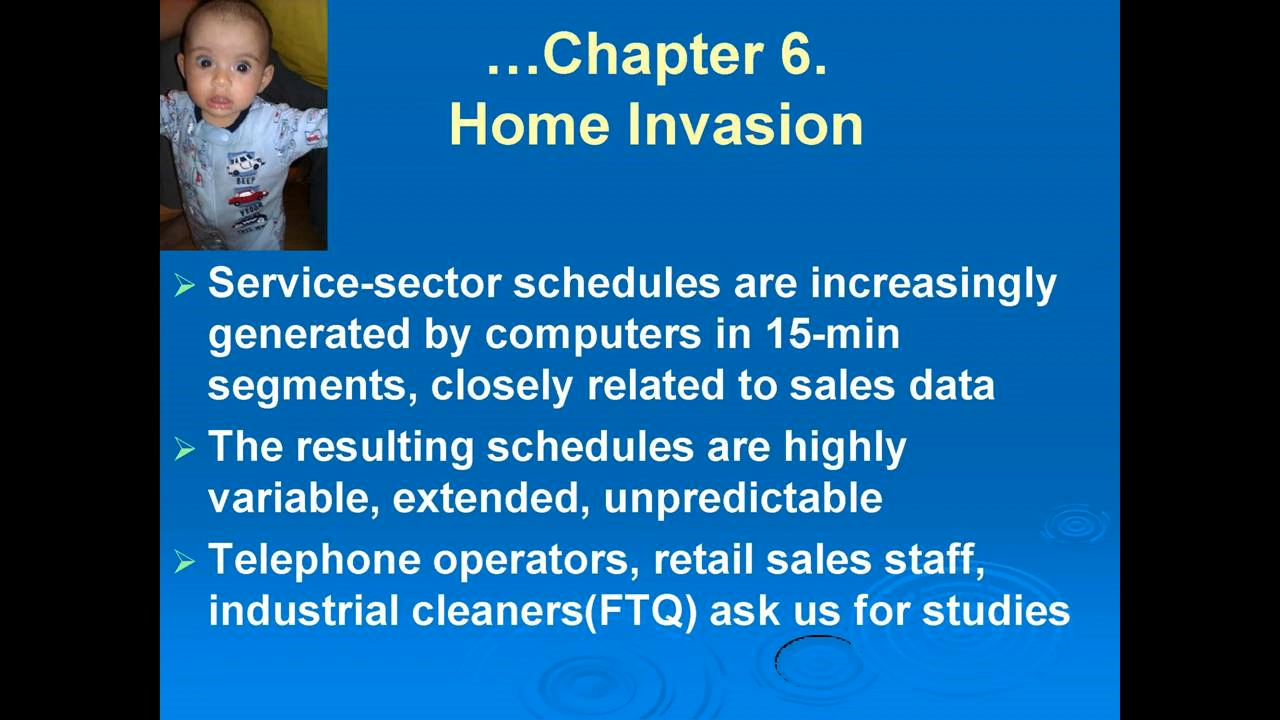 …Chapter 6.
Home Invasion
BEEP
Service-sector schedules are increasingly
generated by computers in 15-min
segments, closely related to sales data
The resulting schedules are highly
variable, extended, unpredictable
Telephone operators, retail sales staff,
industrial cleaners(FTQ) ask us for studies